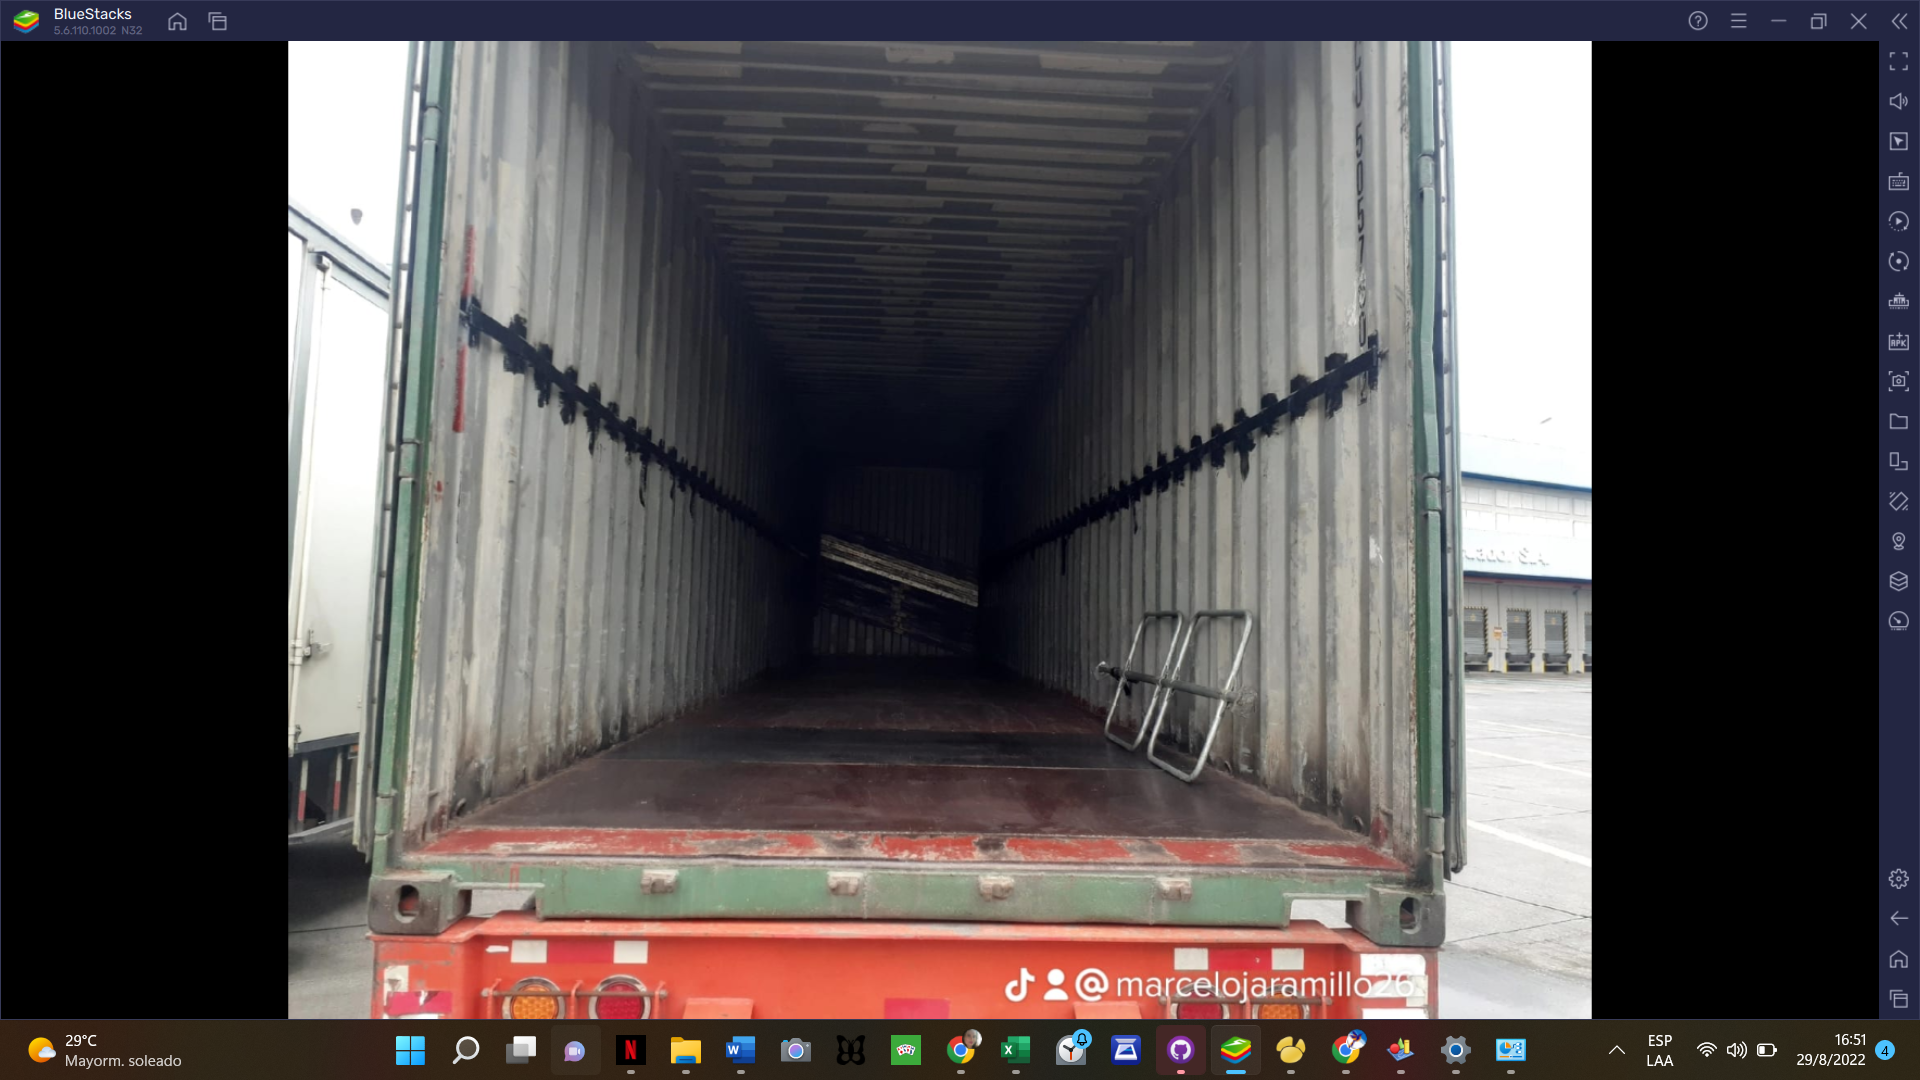 BlueStacks
5.6.110.1002 N32
@marcelojaramillo26
29°C
Mayorm. soleado
ESP
LAA
16:51
29/8/2022
4